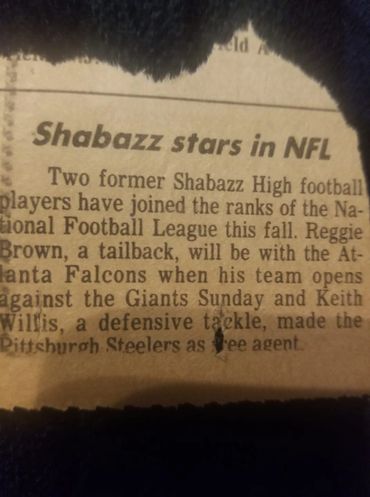 Shabazz stars in NFL
Two former Shabazz High football
players have joined the ranks of the Na-
tional Football League this fall. Reggie
Brown, a tailback, will be with the At-
lanta Falcons when his team opens
against the Giants Sunday and Keith
Willis, a defensive tackle, made the
Pittsburgh Steelers as free agent.